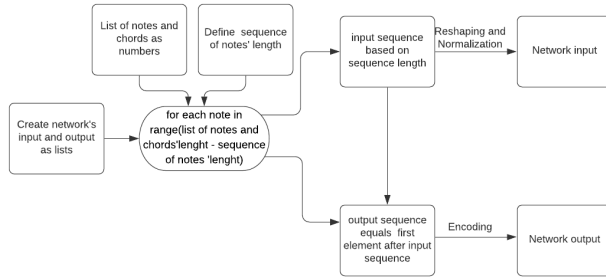 List of notes and
chords as
numbers
Define  sequence
of notes' length
input sequence
based on
sequence length
Reshaping and
Normalization)
Network input
Create network's
input and output
as lists
for each note in
range(list of notes and
chords'lenght - sequence
of notes 'lenght)
output sequence
equals  first
element after input
sequence
Encoding
Network output